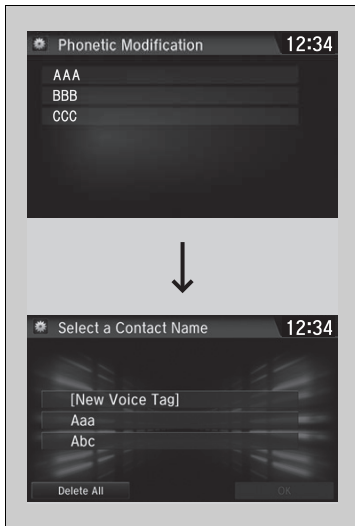 Phonetic Modification 12:34
AAA
BBB
CCC
Select a Contact Name 12:34
[New Voice Tag]
Aaa
Abc
Delete All OK